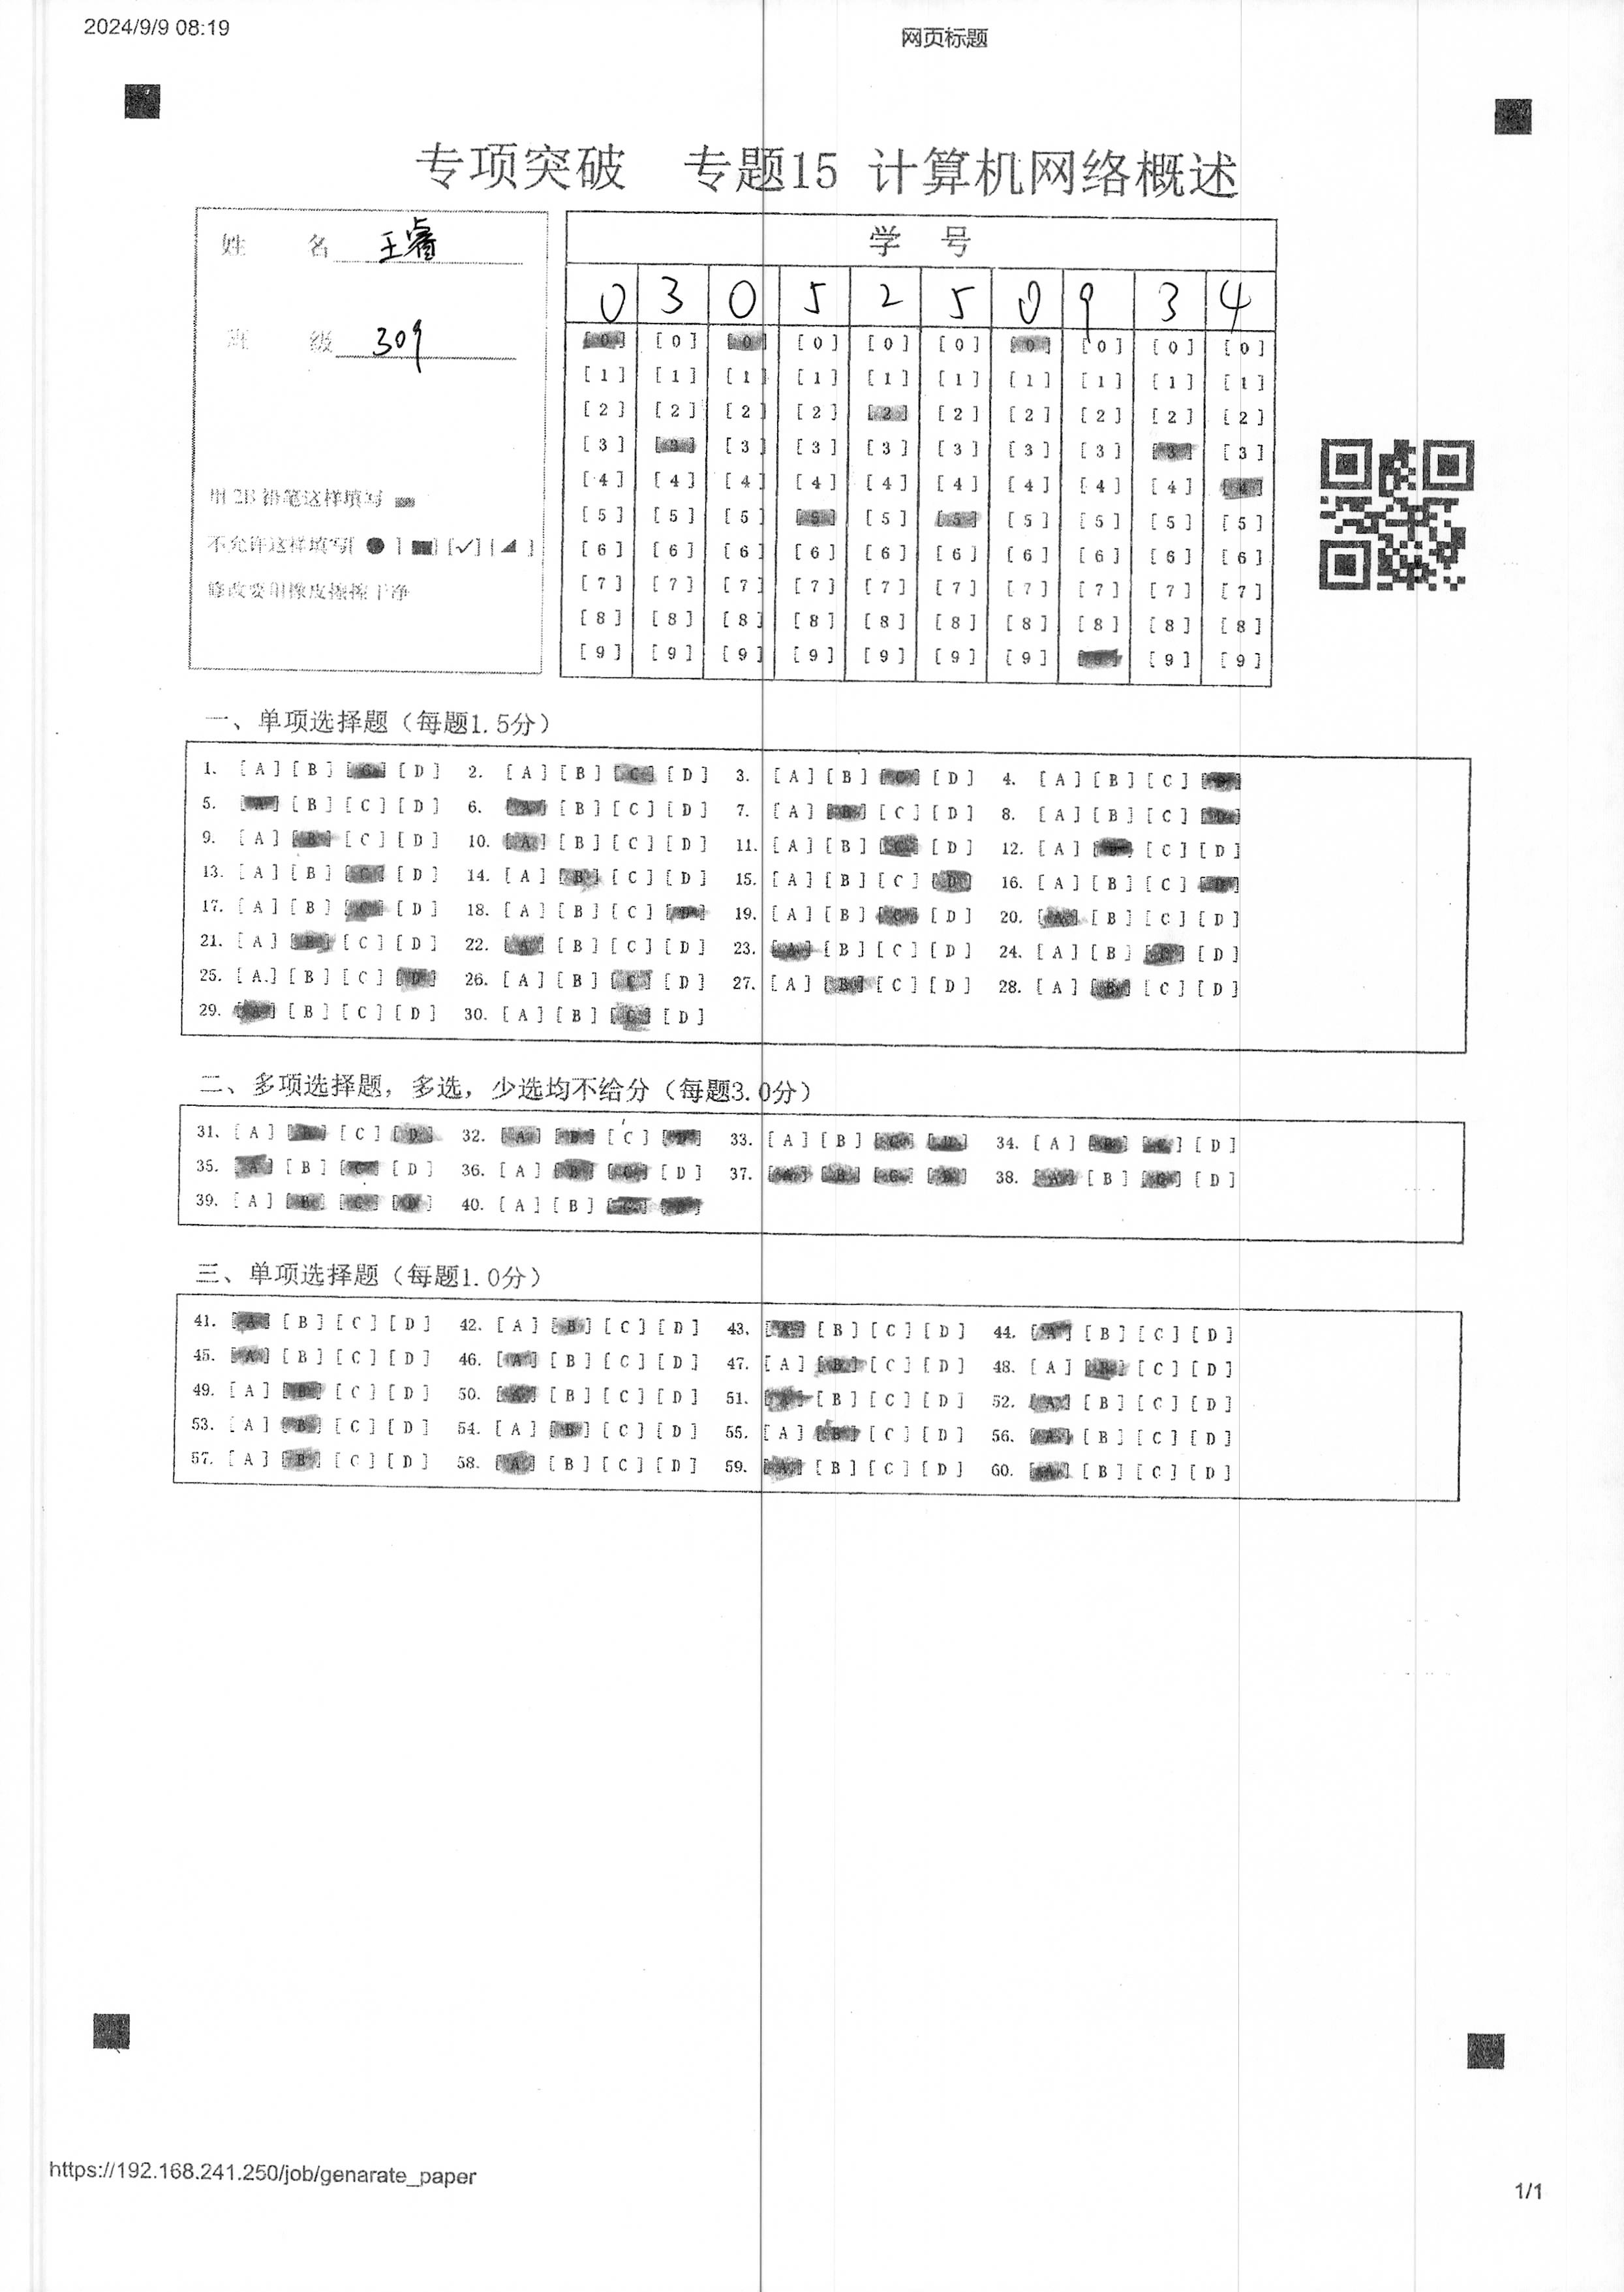 2024/9/9 08:19
网页标题
专项突破 专题15 计算机网络概述
姓 名 王睿
班 级 309
用 2B 铅笔这样填写
不允许这样填写[ ● ] [■] [✓] [◢]
修改要用橡皮擦擦干净
学 号
0 3 0 5 2 5 0 9 3 4
[0] [0] [0] [0] [0] [0] [0] [0] [0] [0]
[1] [1] [1] [1] [1] [1] [1] [1] [1] [1]
[2] [2] [2] [2] [2] [2] [2] [2] [2] [2]
[3] [3] [3] [3] [3] [3] [3] [3] [3] [3]
[4] [4] [4] [4] [4] [4] [4] [4] [4] [4]
[5] [5] [5] [5] [5] [5] [5] [5] [5] [5]
[6] [6] [6] [6] [6] [6] [6] [6] [6] [6]
[7] [7] [7] [7] [7] [7] [7] [7] [7] [7]
[8] [8] [8] [8] [8] [8] [8] [8] [8] [8]
[9] [9] [9] [9] [9] [9] [9] [9] [9] [9]
一、单项选择题（每题1.5分）
1. [A] [B] [C] [D] 2. [A] [B] [C] [D] 3. [A] [B] [C] [D] 4. [A] [B] [C] [D]
5. [A] [B] [C] [D] 6. [A] [B] [C] [D] 7. [A] [B] [C] [D] 8. [A] [B] [C] [D]
9. [A] [B] [C] [D] 10. [A] [B] [C] [D] 11. [A] [B] [C] [D] 12. [A] [B] [C] [D]
13. [A] [B] [C] [D] 14. [A] [B] [C] [D] 15. [A] [B] [C] [D] 16. [A] [B] [C] [D]
17. [A] [B] [C] [D] 18. [A] [B] [C] [D] 19. [A] [B] [C] [D] 20. [A] [B] [C] [D]
21. [A] [B] [C] [D] 22. [A] [B] [C] [D] 23. [A] [B] [C] [D] 24. [A] [B] [C] [D]
25. [A] [B] [C] [D] 26. [A] [B] [C] [D] 27. [A] [B] [C] [D] 28. [A] [B] [C] [D]
29. [A] [B] [C] [D] 30. [A] [B] [C] [D]
二、多项选择题，多选，少选均不给分（每题3.0分）
31. [A] [B] [C] [D] 32. [A] [B] [C] [D] 33. [A] [B] [C] [D] 34. [A] [B] [C] [D]
35. [A] [B] [C] [D] 36. [A] [B] [C] [D] 37. [A] [B] [C] [D] 38. [A] [B] [C] [D]
39. [A] [B] [C] [D] 40. [A] [B] [C] [D]
三、单项选择题（每题1.0分）
41. [A] [B] [C] [D] 42. [A] [B] [C] [D] 43. [A] [B] [C] [D] 44. [A] [B] [C] [D]
45. [A] [B] [C] [D] 46. [A] [B] [C] [D] 47. [A] [B] [C] [D] 48. [A] [B] [C] [D]
49. [A] [B] [C] [D] 50. [A] [B] [C] [D] 51. [A] [B] [C] [D] 52. [A] [B] [C] [D]
53. [A] [B] [C] [D] 54. [A] [B] [C] [D] 55. [A] [B] [C] [D] 56. [A] [B] [C] [D]
57. [A] [B] [C] [D] 58. [A] [B] [C] [D] 59. [A] [B] [C] [D] 60. [A] [B] [C] [D]
https://192.168.241.250/job/genarate_paper
1/1